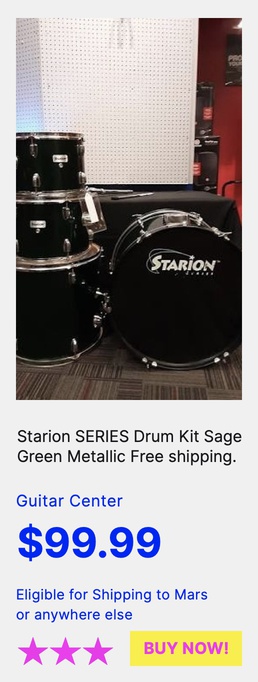 STARION
SERIES
Starion SERIES Drum Kit Sage
Green Metallic Free shipping.
Guitar Center
$99.99
Eligible for Shipping to Mars
or anywhere else
BUY NOW!